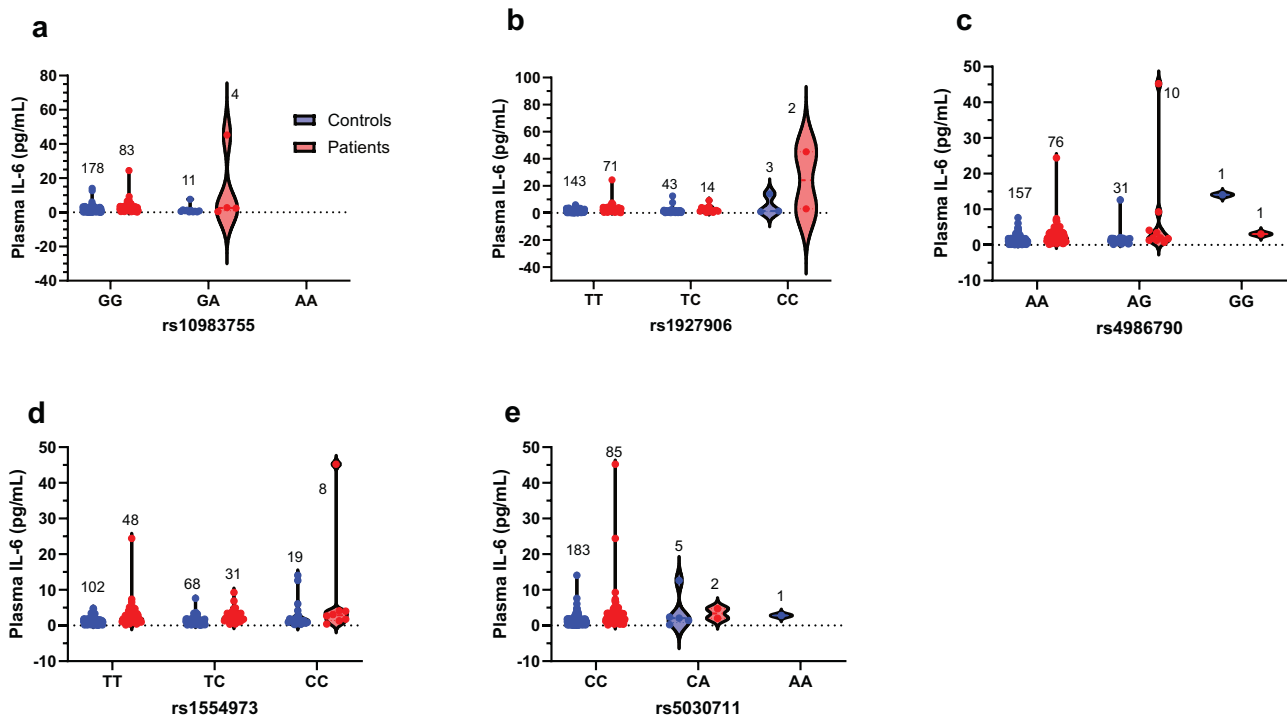 a
Plasma IL-6 (pg/mL)
80
60
40
20
0
-20
-40
178
83
11
4
Controls
Patients
GG
GA
AA
rs10983755
b
Plasma IL-6 (pg/mL)
100
80
60
40
20
0
-20
-40
143
71
43
14
3
2
TT
TC
CC
rs1927906
c
Plasma IL-6 (pg/mL)
50
40
30
20
10
0
-10
157
76
31
10
1
1
AA
AG
GG
rs4986790
d
Plasma IL-6 (pg/mL)
50
40
30
20
10
0
-10
102
48
68
31
19
8
TT
TC
CC
rs1554973
e
Plasma IL-6 (pg/mL)
50
40
30
20
10
0
-10
183
85
5
2
1
CC
CA
AA
rs5030711